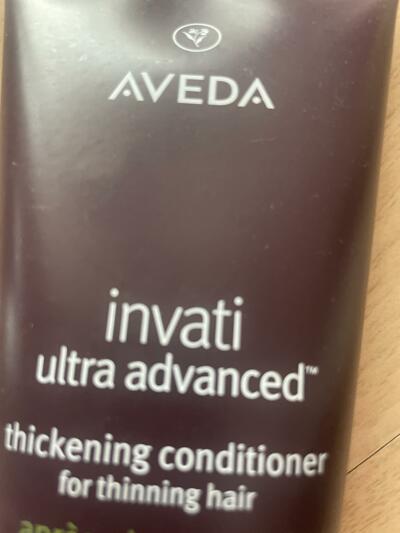 AVEDA
invati
ultra advanced™
thickening conditioner
for thinning hair